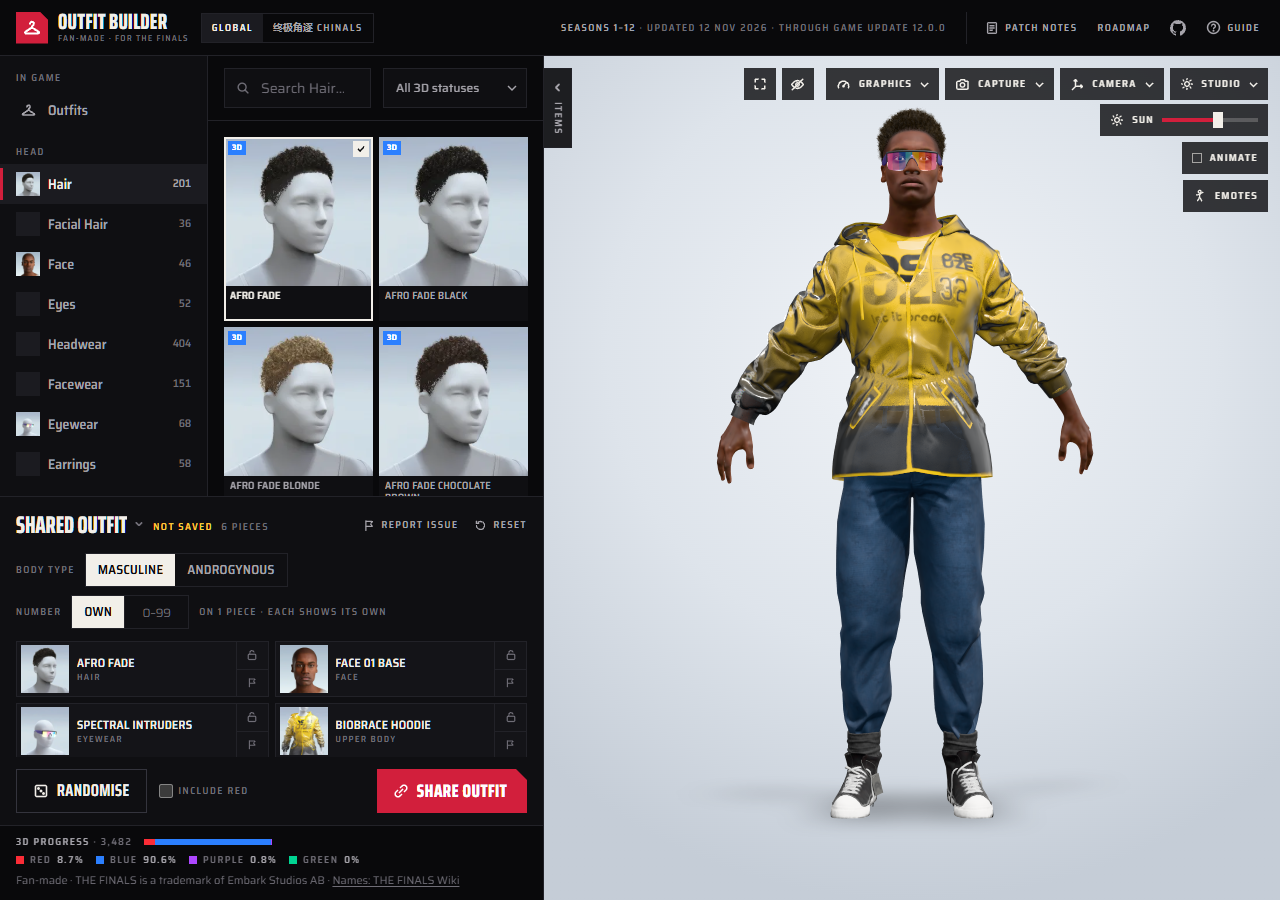 OUTFIT BUILDER
FAN-MADE · FOR THE FINALS
GLOBAL
终极角逐 CHINALS
SEASONS 1–12 · UPDATED 12 NOV 2026 · THROUGH GAME UPDATE 12.0.0
PATCH NOTES
ROADMAP
GUIDE
IN GAME
Outfits
HEAD
Hair 201
Facial Hair 36
Face 46
Eyes 52
Headwear 404
Facewear 151
Eyewear 68
Earrings 58
Search Hair...
All 3D statuses
3D
AFRO FADE
3D
AFRO FADE BLACK
3D
AFRO FADE BLONDE
3D
AFRO FADE CHOCOLATE
BROWN
ITEMS
GRAPHICS
CAPTURE
CAMERA
STUDIO
SUN
ANIMATE
EMOTES
32
SHARED OUTFIT
NOT SAVED
6 PIECES
REPORT ISSUE
RESET
BODY TYPE
MASCULINE
ANDROGYNOUS
NUMBER
OWN
0–99
ON 1 PIECE · EACH SHOWS ITS OWN
AFRO FADE
HAIR
FACE 01 BASE
FACE
SPECTRAL INTRUDERS
EYEWEAR
BIOBRACE HOODIE
UPPER BODY
RANDOMISE
INCLUDE RED
SHARE OUTFIT
3D PROGRESS · 3,482
RED 8.7%
BLUE 90.6%
PURPLE 0.8%
GREEN 0%
Fan-made · THE FINALS is a trademark of Embark Studios AB · Names: THE FINALS Wiki